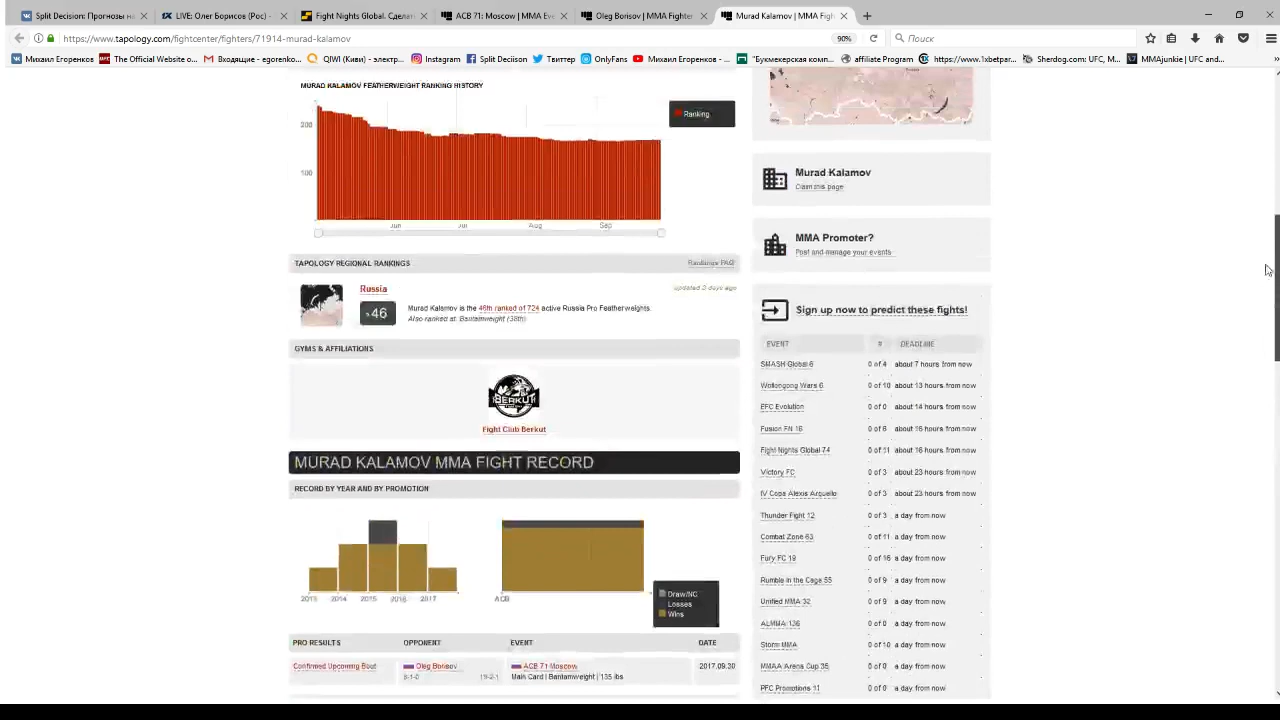 Split Decision: Прогнозы на
LIVE: Олег Борисов (Рос) -
Fight Nights Global. Сделат
ACB 71: Moscow | MMA Eve
Oleg Borisov | MMA Fighter
Murad Kalamov | MMA Figh
https://www.tapology.com/fightcenter/fighters/71914-murad-kalamov
90%
Поиск
Михаил Егоренков
The Official Website o...
Входящие - egorenko...
QIWI (Киви) - электр...
Instagram
Split Decision
Твиттер
OnlyFans
Михаил Егоренков - ...
"Букмекерская комп...
affiliate Program
https://www.1xbetpar...
Sherdog.com: UFC, M...
MMAjunkie | UFC and...
MURAD KALAMOV FEATHERWEIGHT RANKING HISTORY
Ranking
200
100
Jun Jul Aug Sep
TAPOLOGY REGIONAL RANKINGS
Rankings FAQ
Russia
updated 2 days ago
46
Murad Kalamov is the 46th ranked of 724 active Russia Pro Featherweights.
Also ranked at: Bantamweight (38th)
GYMS & AFFILIATIONS
BERKUT
Fight Club Berkut
MURAD KALAMOV MMA FIGHT RECORD
RECORD BY YEAR AND BY PROMOTION
2013 2014 2015 2016 2017
ACB
Draw/NC
Losses
Wins
PRO RESULTS OPPONENT EVENT DATE
Confirmed Upcoming Bout Oleg Borisov ACB 71 Moscow 2017.09.30
8-1-0 19-2-1 Main Card | Bantamweight | 135 lbs
Murad Kalamov
Claim this page
MMA Promoter?
Post and manage your events
Sign up now to predict these fights!
EVENT # DEADLINE
SMASH Global 6 0 of 4 about 7 hours from now
Wollongong Wars 6 0 of 10 about 13 hours from now
PFC Evolution 0 of 0 about 14 hours from now
Fusion FN 16 0 of 6 about 16 hours from now
Fight Nights Global 74 0 of 11 about 16 hours from now
Victory FC 0 of 3 about 23 hours from now
IV Copa Alexis Arguello 0 of 3 about 23 hours from now
Thunder Fight 12 0 of 3 a day from now
Combat Zone 63 0 of 11 a day from now
Fury FC 19 0 of 16 a day from now
Rumble in the Cage 55 0 of 9 a day from now
Unified MMA 32 0 of 9 a day from now
ALMMA 136 0 of 0 a day from now
Storm MMA 0 of 10 a day from now
MMAA Arena Cup 35 0 of 0 a day from now
PFC Promotions 11 0 of 0 a day from now